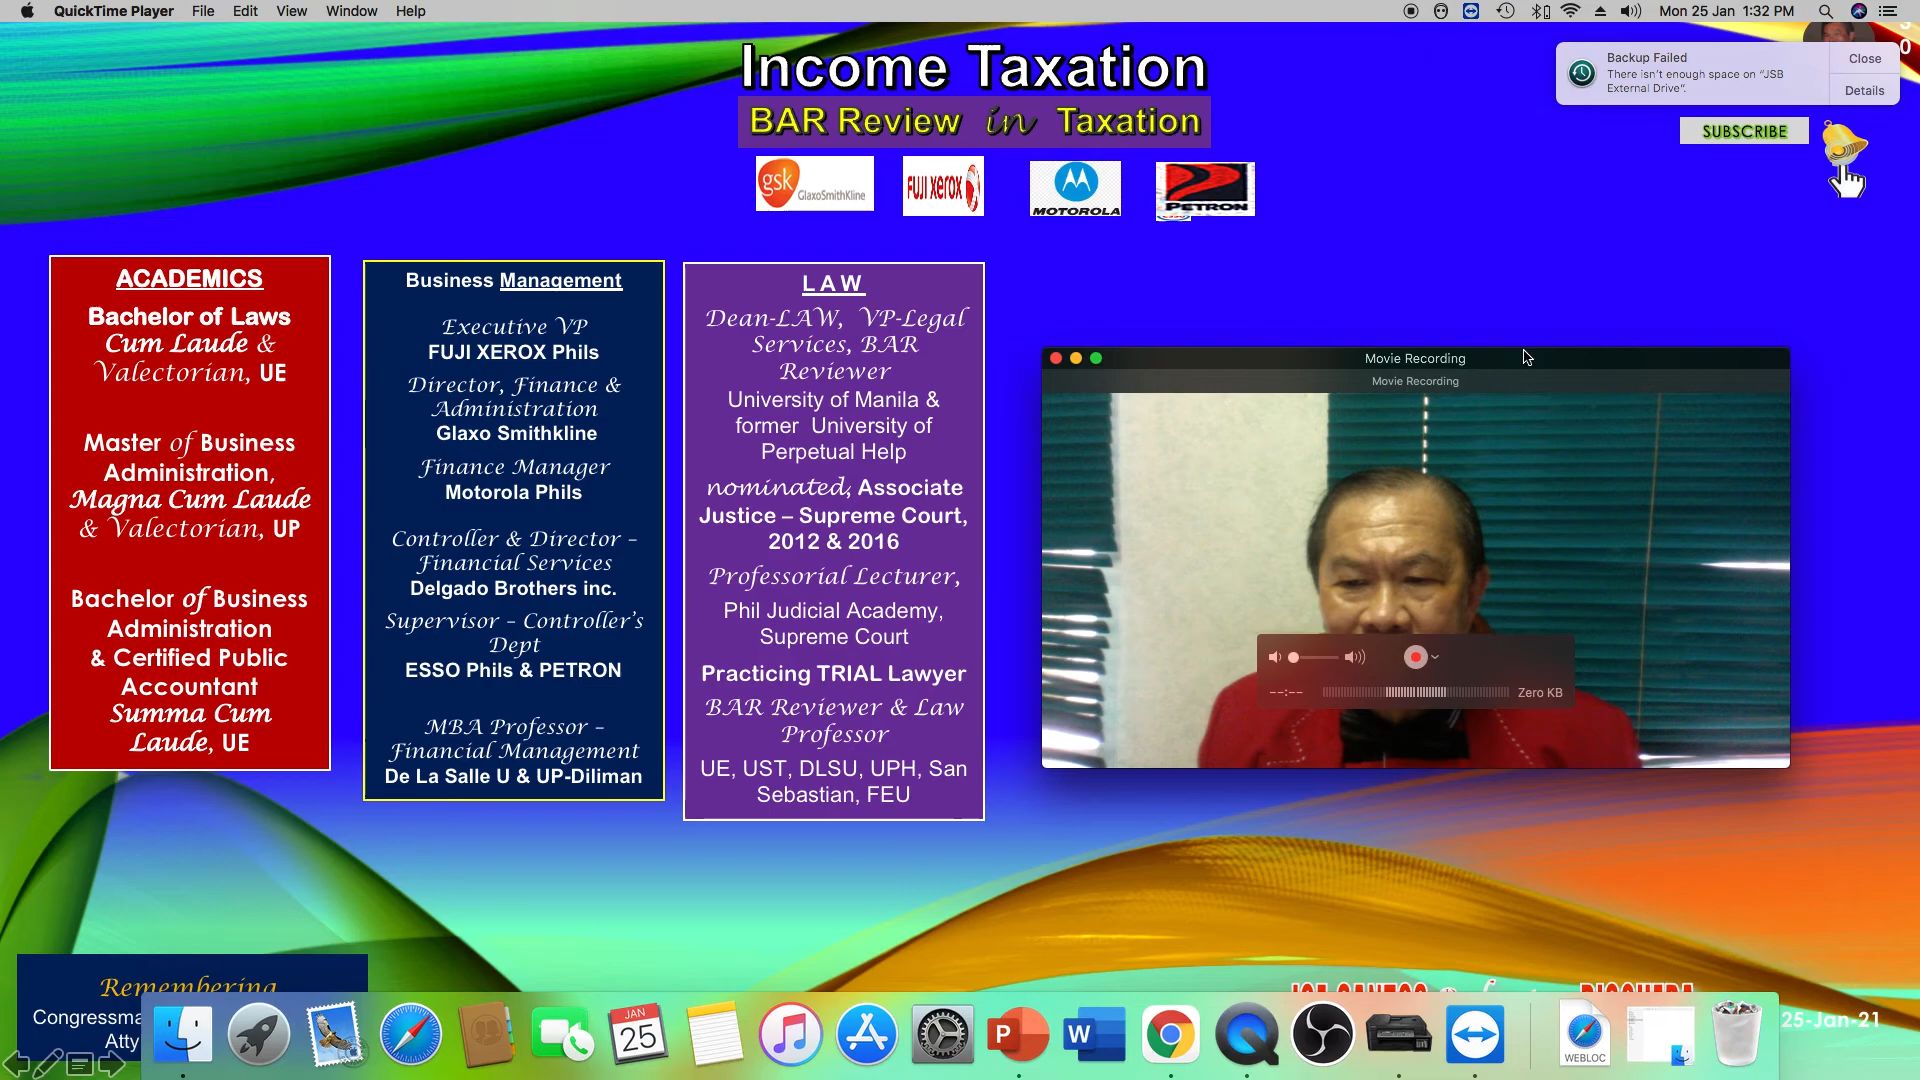 QuickTime Player File Edit View Window Help
Mon 25 Jan 1:32 PM
Income Taxation
BAR Review in Taxation
Backup Failed
There isn't enough space on "JSB
External Drive".
Close
Details
SUBSCRIBE
gsk GlaxoSmithKline
FUJI XEROX
MOTOROLA
PETRON
ACADEMICS
Bachelor of Laws
Cum Laude &
Valectorian, UE
Master of Business
Administration,
Magna Cum Laude
& Valectorian, UP
Bachelor of Business
Administration
& Certified Public
Accountant
Summa Cum
Laude, UE
Business Management
Executive VP
FUJI XEROX Phils
Director, Finance &
Administration
Glaxo Smithkline
Finance Manager
Motorola Phils
Controller & Director –
Financial Services
Delgado Brothers inc.
Supervisor – Controller's
Dept
ESSO Phils & PETRON
MBA Professor –
Financial Management
De La Salle U & UP-Diliman
LAW
Dean-LAW, VP-Legal
Services, BAR
Reviewer
University of Manila &
former University of
Perpetual Help
nominated, Associate
Justice – Supreme Court,
2012 & 2016
Professorial Lecturer,
Phil Judicial Academy,
Supreme Court
Practicing TRIAL Lawyer
BAR Reviewer & Law
Professor
UE, UST, DLSU, UPH, San
Sebastian, FEU
Movie Recording
Movie Recording
--:--
Zero KB
Remembering
Atty
JAN
25
P
W
WEBLOC
25-Jan-21